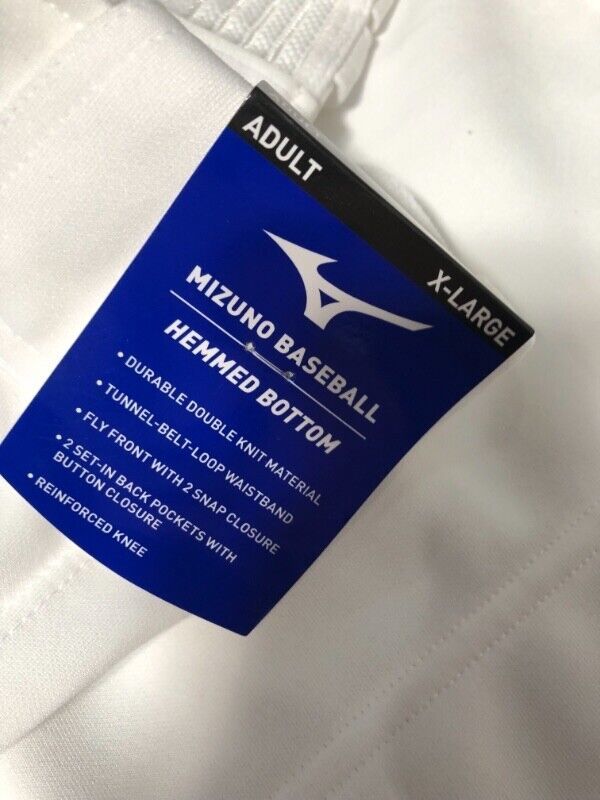 ADULT
X-LARGE
MIZUNO BASEBALL
HEMMED BOTTOM
• DURABLE DOUBLE KNIT MATERIAL
• TUNNEL-BELT-LOOP WAISTBAND
• FLY FRONT WITH 2 SNAP CLOSURE
• 2 SET-IN BACK POCKETS WITH
BUTTON CLOSURE
• REINFORCED KNEE